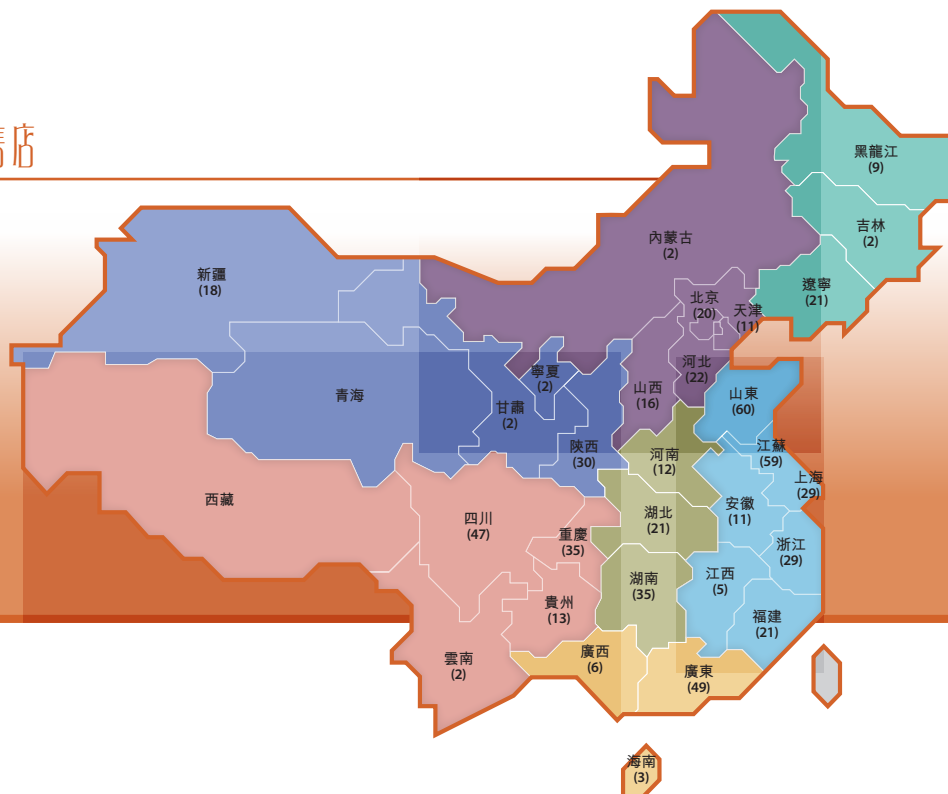 店
黑龍江
(9)
吉林
(2)
內蒙古
(2)
新疆
(18)
遼寧
(21)
北京
(20)
天津
(11)
河北
(22)
寧夏
(2)
青海
甘肅
(2)
山西
(16)
山東
(60)
陝西
(30)
河南
(12)
江蘇
(59)
上海
(29)
西藏
四川
(47)
重慶
(35)
湖北
(21)
安徽
(11)
浙江
(29)
湖南
(35)
江西
(5)
貴州
(13)
福建
(21)
雲南
(2)
廣西
(6)
廣東
(49)
海南
(3)